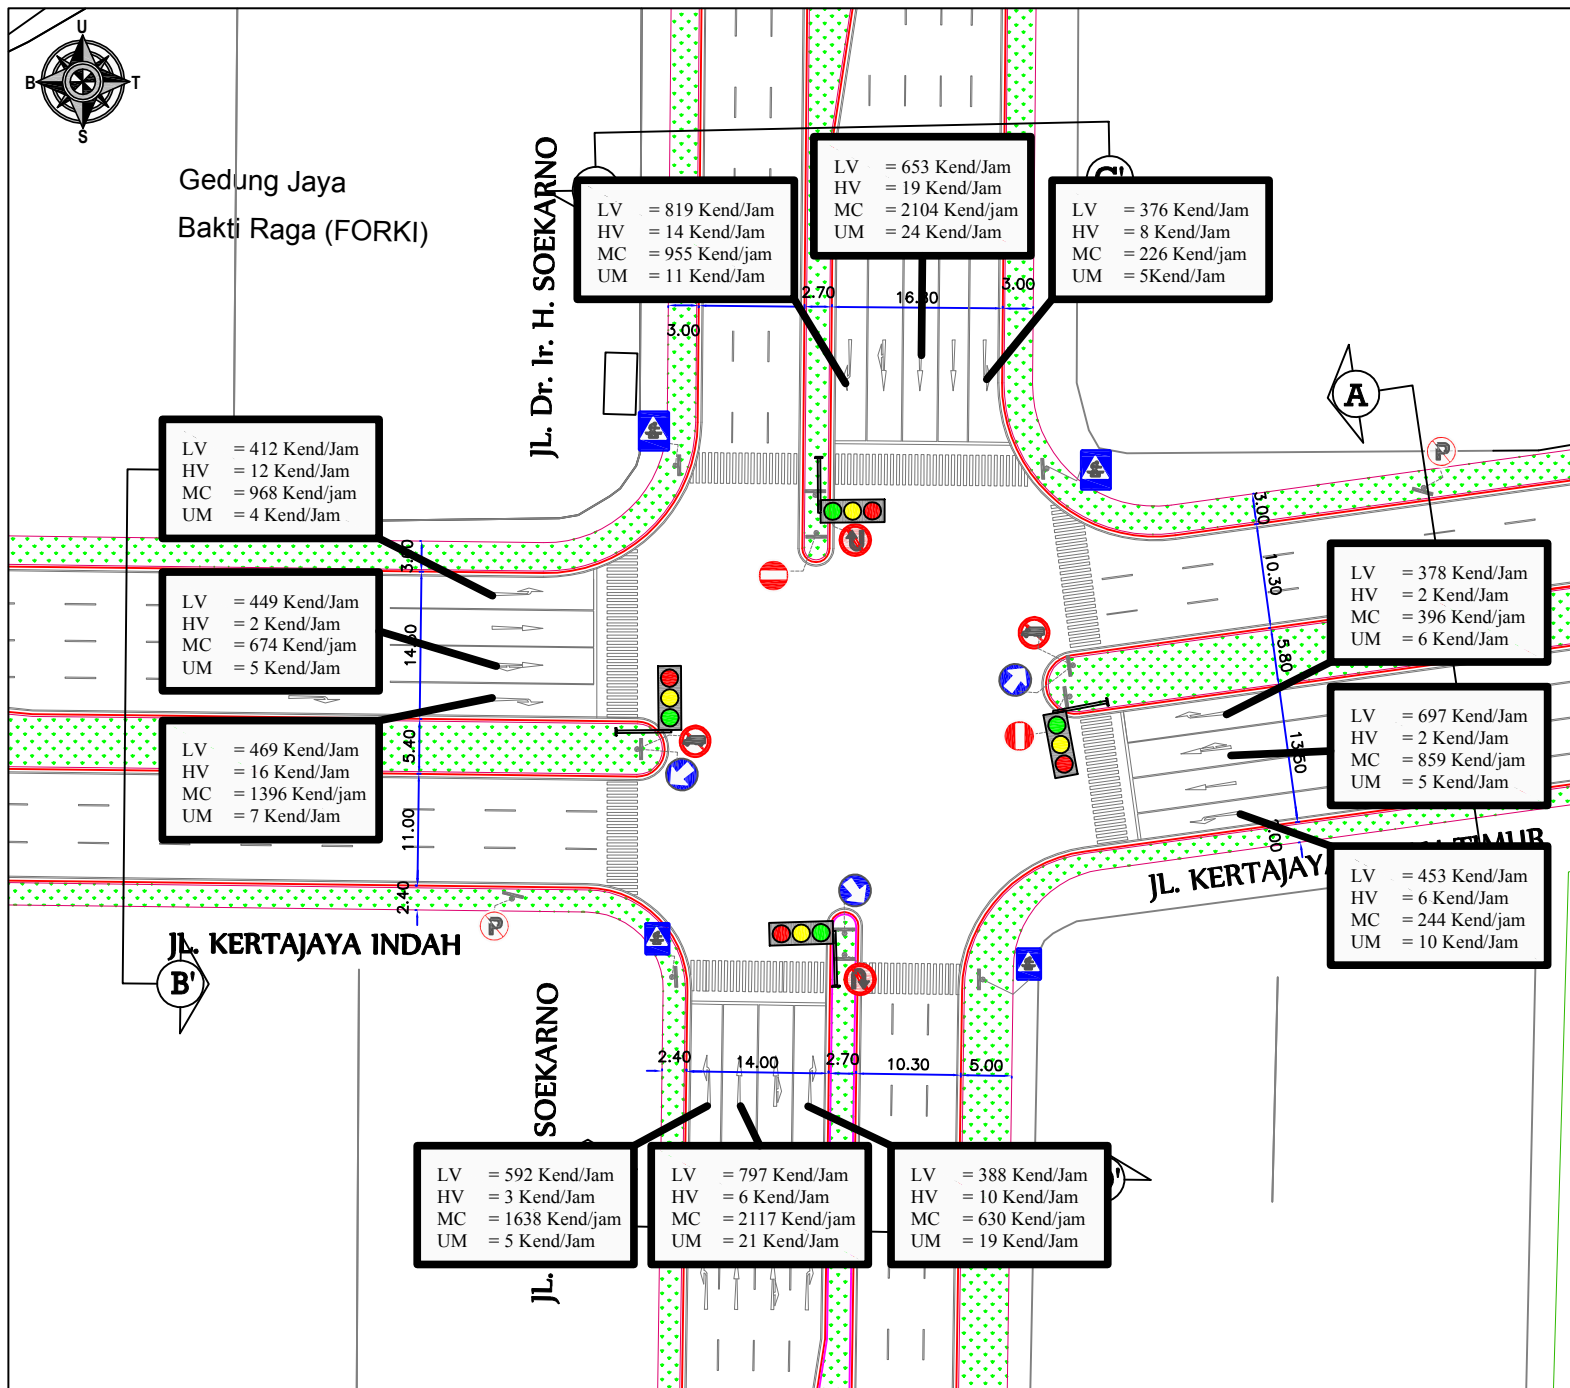 U
B
T
S
Gedung Jaya
Bakti Raga (FORKI)
JL. Dr. Ir. H. SOEKARNO
LV = 819 Kend/Jam
HV = 14 Kend/Jam
MC = 955 Kend/jam
UM = 11 Kend/Jam
LV = 653 Kend/Jam
HV = 19 Kend/Jam
MC = 2104 Kend/jam
UM = 24 Kend/Jam
LV = 376 Kend/Jam
HV = 8 Kend/Jam
MC = 226 Kend/jam
UM = 5Kend/Jam
3.00
2.70
16.80
3.00
A
P
LV = 412 Kend/Jam
HV = 12 Kend/Jam
MC = 968 Kend/jam
UM = 4 Kend/Jam
LV = 449 Kend/Jam
HV = 2 Kend/Jam
MC = 674 Kend/jam
UM = 5 Kend/Jam
LV = 469 Kend/Jam
HV = 16 Kend/Jam
MC = 1396 Kend/jam
UM = 7 Kend/Jam
5.40
11.00
2.40
3.00
10.30
5.80
13.50
LV = 378 Kend/Jam
HV = 2 Kend/Jam
MC = 396 Kend/jam
UM = 6 Kend/Jam
LV = 697 Kend/Jam
HV = 2 Kend/Jam
MC = 859 Kend/jam
UM = 5 Kend/Jam
LV = 453 Kend/Jam
HV = 6 Kend/Jam
MC = 244 Kend/jam
UM = 10 Kend/Jam
JL. KERTAJAYA TIMUR
P
JL. KERTAJAYA INDAH
B'
JL. SOEKARNO
2.40
14.00
2.70
10.30
5.00
LV = 592 Kend/Jam
HV = 3 Kend/Jam
MC = 1638 Kend/jam
UM = 5 Kend/Jam
LV = 797 Kend/Jam
HV = 6 Kend/Jam
MC = 2117 Kend/jam
UM = 21 Kend/Jam
LV = 388 Kend/Jam
HV = 10 Kend/Jam
MC = 630 Kend/jam
UM = 19 Kend/Jam